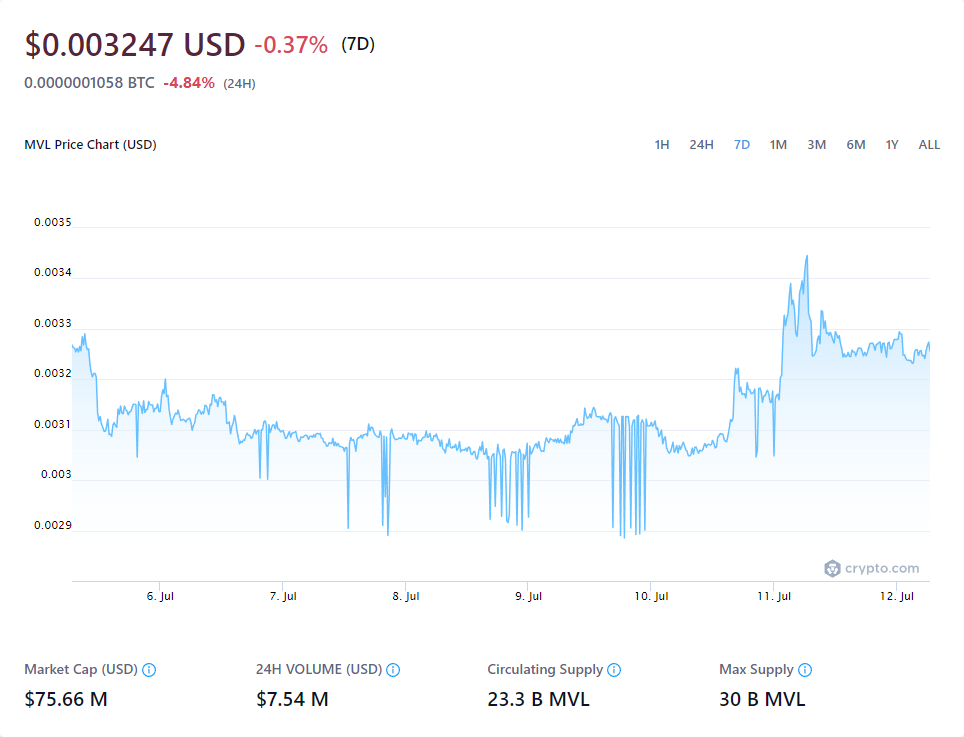 $0.003247 USD -0.37% (7D)
0.0000001058 BTC -4.84% (24H)
MVL Price Chart (USD) 1H 24H 7D 1M 3M 6M 1Y ALL
0.0035
0.0034
0.0033
0.0032
0.0031
0.003
0.0029
crypto.com
6. Jul 7. Jul 8. Jul 9. Jul 10. Jul 11. Jul 12. Jul
Market Cap (USD) 24H VOLUME (USD) Circulating Supply Max Supply
$75.66 M $7.54 M 23.3 B MVL 30 B MVL